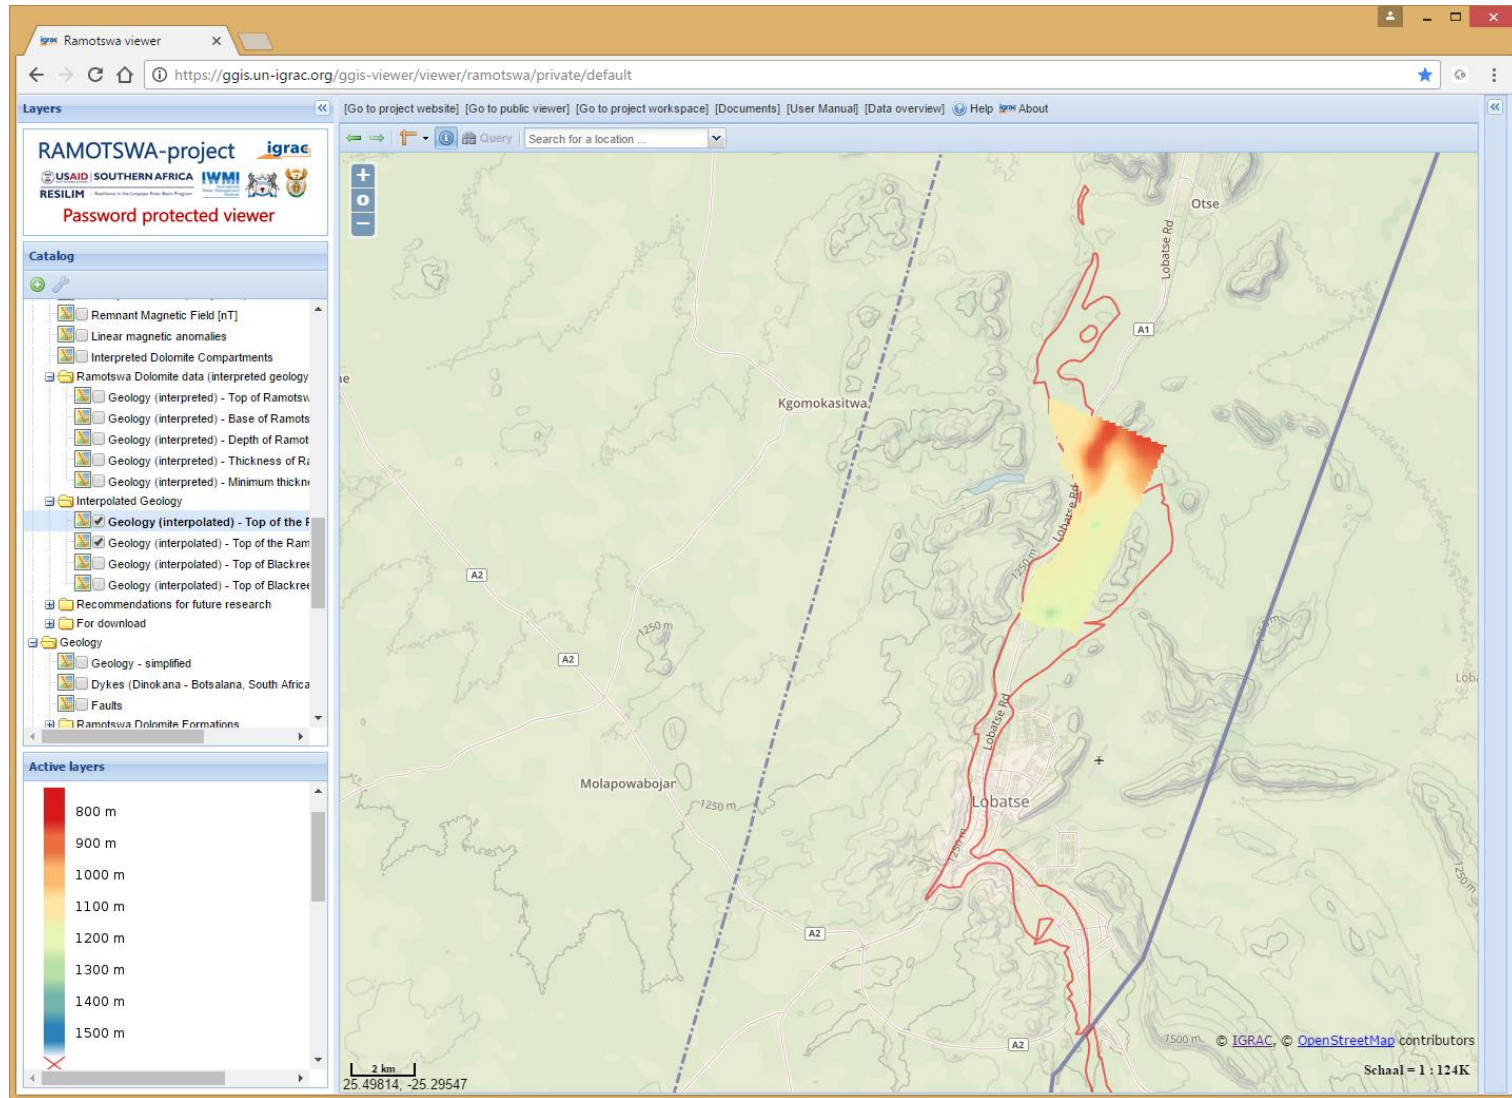 igrac Ramotswa viewer
https://ggis.un-igrac.org/ggis-viewer/viewer/ramotswa/private/default
Layers
[Go to project website] [Go to public viewer] [Go to project workspace] [Documents] [User Manual] [Data overview] Help igrac About
Query
Search for a location ...
RAMOTSWA-project igrac
USAID SOUTHERN AFRICA IWMI
RESILIM
Password protected viewer
Catalog
Remnant Magnetic Field [nT]
Linear magnetic anomalies
Interpreted Dolomite Compartments
Ramotswa Dolomite data (interpreted geology
Geology (interpreted) - Top of Ramotsw
Geology (interpreted) - Base of Ramots
Geology (interpreted) - Depth of Ramot
Geology (interpreted) - Thickness of Ra
Geology (interpreted) - Minimum thickne
Interpolated Geology
Geology (interpolated) - Top of the F
Geology (interpolated) - Top of the Ram
Geology (interpolated) - Top of Blackree
Geology (interpolated) - Top of Blackree
Recommendations for future research
For download
Geology
Geology - simplified
Dykes (Dinokana - Botsalana, South Africa
Faults
Ramotswa Dolomite Formations
Active layers
800 m
900 m
1000 m
1100 m
1200 m
1300 m
1400 m
1500 m
Otse
Lobatse Rd
A1
Kgomokasitwa
Lobatse Rd
A2
1250 m
1250 m
A2
1250 m
Lobatse Rd
Molapowabojan
1250 m
Lobatse
1250 m
1250 m
A2
A2
1500 m
© IGRAC, © OpenStreetMap contributors
2 km
25.49814, -25.29547
Schaal = 1 : 124K